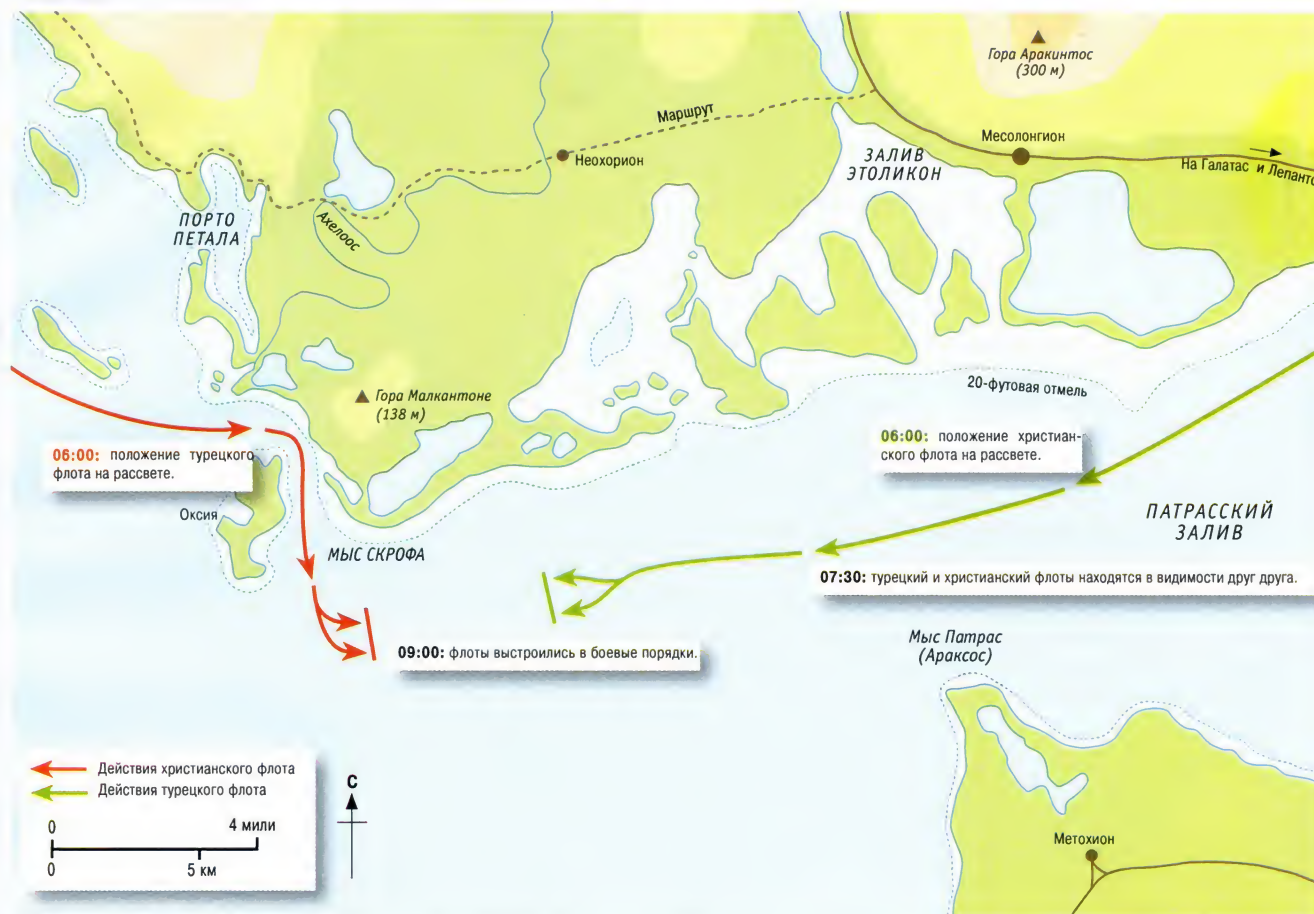 Гора Аракинтос
(300 м)
Маршрут
Месолонгион
ЗАЛИВ
ЭТОЛИКОН
Неохорион
На Галатас и Лепанто
ПОРТО
ПЕТАЛА
Ахелоос
20-футовая отмель
Гора Малкантоне
(138 м)
06:00: положение турецкого
флота на рассвете.
06:00: положение христиан-
ского флота на рассвете.
Оксия
ПАТРАССКИЙ
ЗАЛИВ
МЫС СКРОФА
07:30: турецкий и христианский флоты находятся в видимости друг друга.
09:00: флоты выстроились в боевые порядки.
Мыс Патрас
(Араксос)
Действия христианского флота
Действия турецкого флота
0 4 мили
0 5 км
С
Метохион